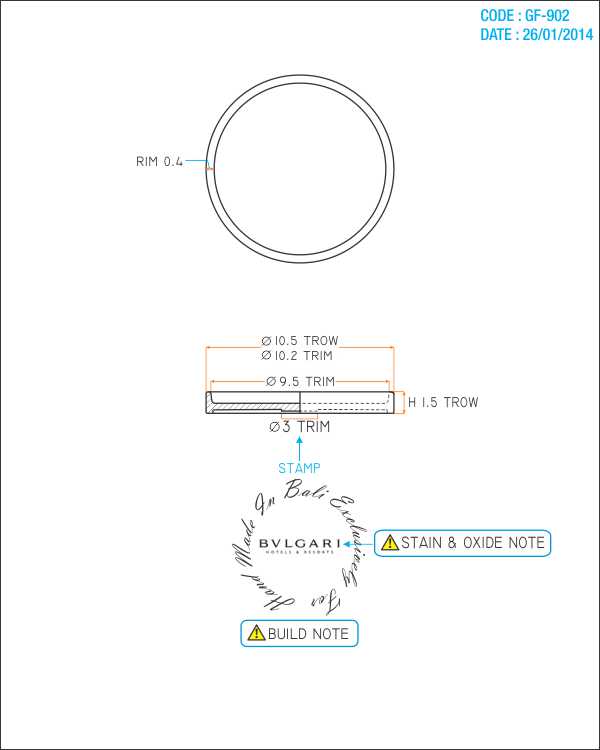 CODE : GF-902
DATE : 26/01/2014
RIM 0.4
Ø 10.5 TROW
Ø 10.2 TRIM
Ø 9.5 TRIM
H 1.5 TROW
Ø3 TRIM
STAMP
Hand Made In Bali Exclusively For
BVLGARI
HOTELS & RESORTS
STAIN & OXIDE NOTE
BUILD NOTE